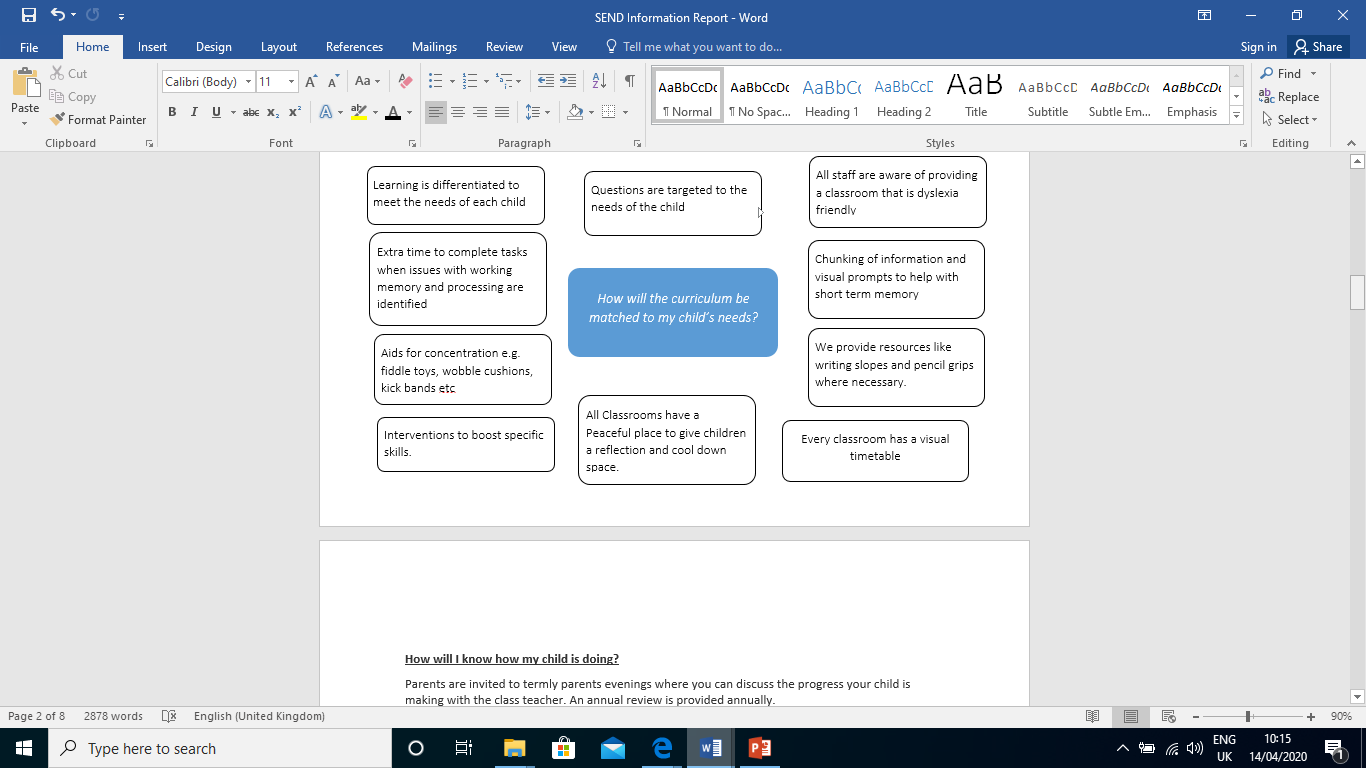 SEND Information Report - Word
File Home Insert Design Layout References Mailings Review View Tell me what you want to do... Sign in Share
Paste
Cut
Copy
Format Painter
Clipboard
Calibri (Body) 11
Aa
B I U abc x₂ x² A ab A
Font
Paragraph
AaBbCcDc AaBbCcDc AaBbCc AaBbCcD AaB AaBbCcD AaBbCcDc AaBbCcDc
¶ Normal ¶ No Spac... Heading 1 Heading 2 Title Subtitle Subtle Em... Emphasis
Styles
Find
Replace
Select
Editing
Learning is differentiated to
meet the needs of each child
Questions are targeted to the
needs of the child
All staff are aware of providing
a classroom that is dyslexia
friendly
Extra time to complete tasks
when issues with working
memory and processing are
identified
How will the curriculum be
matched to my child's needs?
Chunking of information and
visual prompts to help with
short term memory
Aids for concentration e.g.
fiddle toys, wobble cushions,
kick bands etc
We provide resources like
writing slopes and pencil grips
where necessary.
Interventions to boost specific
skills.
All Classrooms have a
Peaceful place to give children
a reflection and cool down
space.
Every classroom has a visual
timetable
How will I know how my child is doing?
Parents are invited to termly parents evenings where you can discuss the progress your child is
making with the class teacher. An annual review is provided annually.
Page 2 of 8 2878 words English (United Kingdom) 90%
Type here to search
ENG
UK
10:15
14/04/2020
1